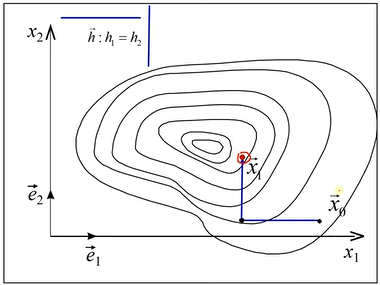 x₂
h⃗ : h₁ = h₂
x⃗₁
e⃗₂
x⃗₀
e⃗₁
x₁